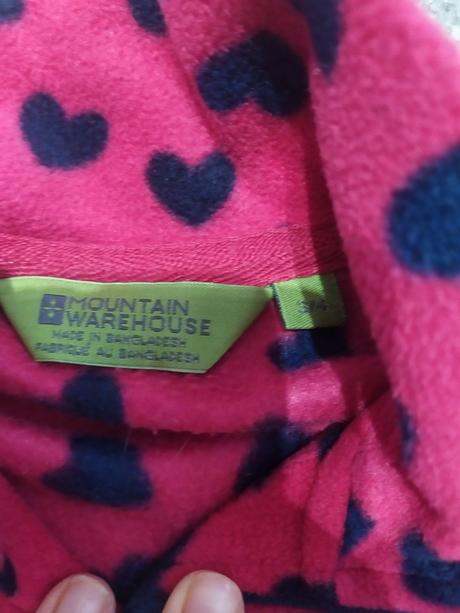 MOUNTAIN
WAREHOUSE
MADE IN BANGLADESH
FABRIQUÉ AU BANGLADESH
3/4